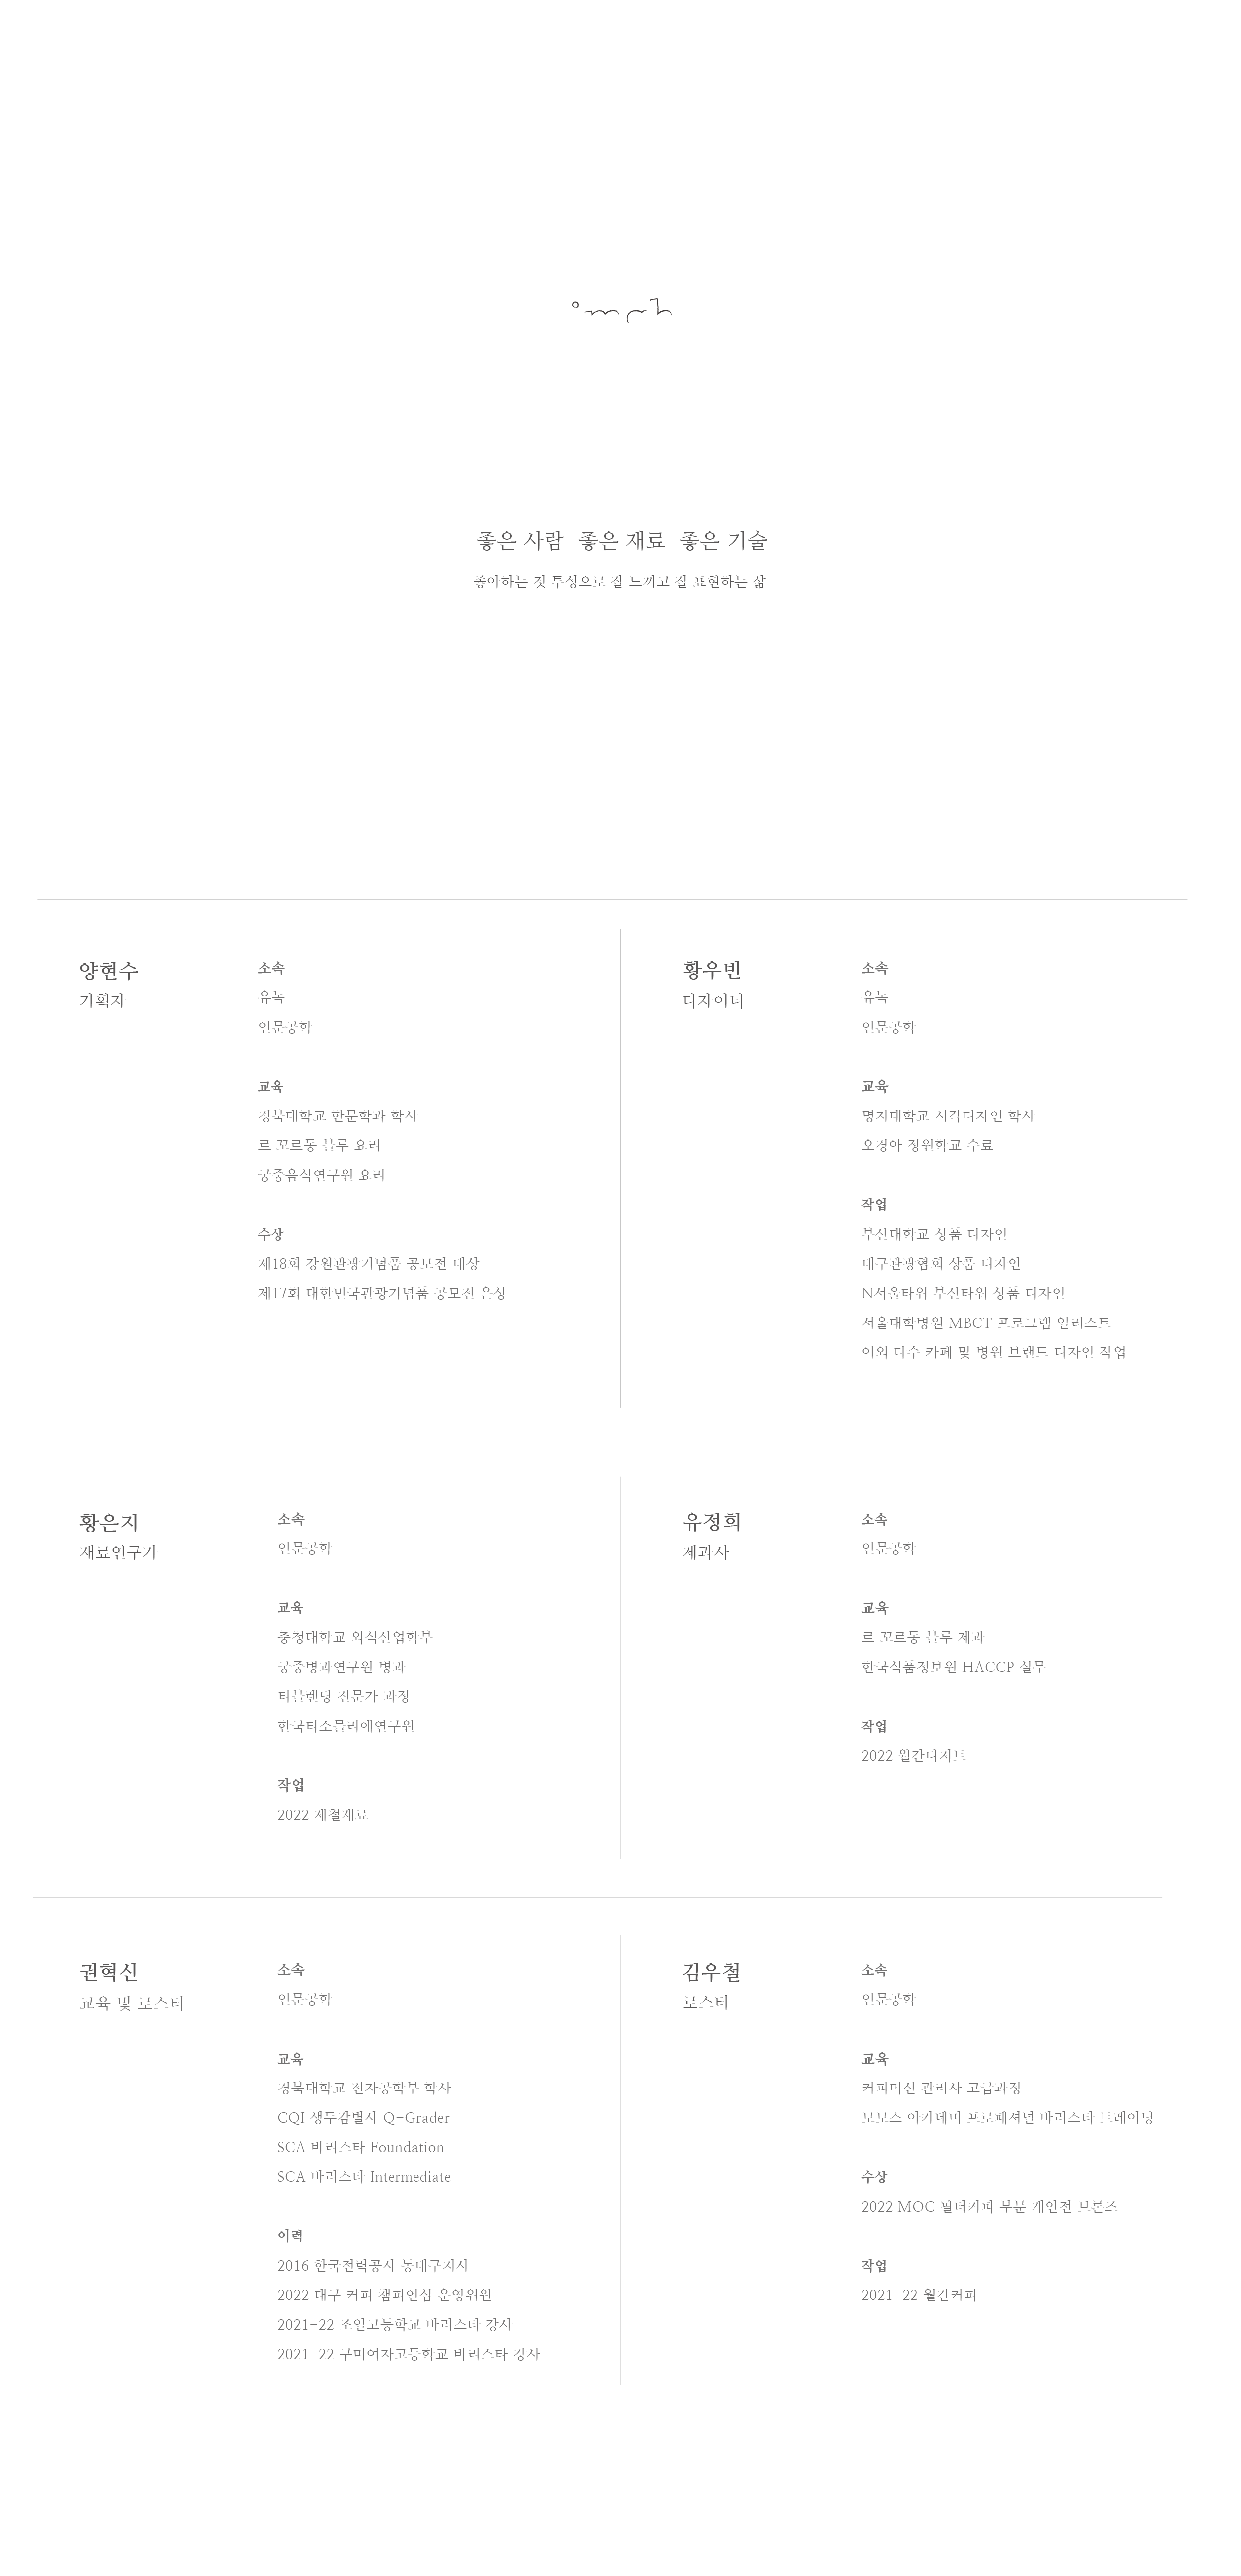 좋은 사람 좋은 재료 좋은 기술
좋아하는 것 투성으로 잘 느끼고 잘 표현하는 삶
양현수
기획자
소속
유녹
인문공학
교육
경북대학교 한문학과 학사
르 꼬르동 블루 요리
궁중음식연구원 요리
수상
제18회 강원관광기념품 공모전 대상
제17회 대한민국관광기념품 공모전 은상
황우빈
디자이너
소속
유녹
인문공학
교육
명지대학교 시각디자인 학사
오경아 정원학교 수료
작업
부산대학교 상품 디자인
대구관광협회 상품 디자인
N서울타워 부산타워 상품 디자인
서울대학병원 MBCT 프로그램 일러스트
이외 다수 카페 및 병원 브랜드 디자인 작업
황은지
재료연구가
소속
인문공학
교육
충청대학교 외식산업학부
궁중병과연구원 병과
티블렌딩 전문가 과정
한국티소믈리에연구원
작업
2022 제철재료
유정희
제과사
소속
인문공학
교육
르 꼬르동 블루 제과
한국식품정보원 HACCP 실무
작업
2022 월간디저트
권혁신
교육 및 로스터
소속
인문공학
교육
경북대학교 전자공학부 학사
CQI 생두감별사 Q-Grader
SCA 바리스타 Foundation
SCA 바리스타 Intermediate
이력
2016 한국전력공사 동대구지사
2022 대구 커피 챔피언십 운영위원
2021-22 조일고등학교 바리스타 강사
2021-22 구미여자고등학교 바리스타 강사
김우철
로스터
소속
인문공학
교육
커피머신 관리사 고급과정
모모스 아카데미 프로페셔널 바리스타 트레이닝
수상
2022 MOC 필터커피 부문 개인전 브론즈
작업
2021-22 월간커피